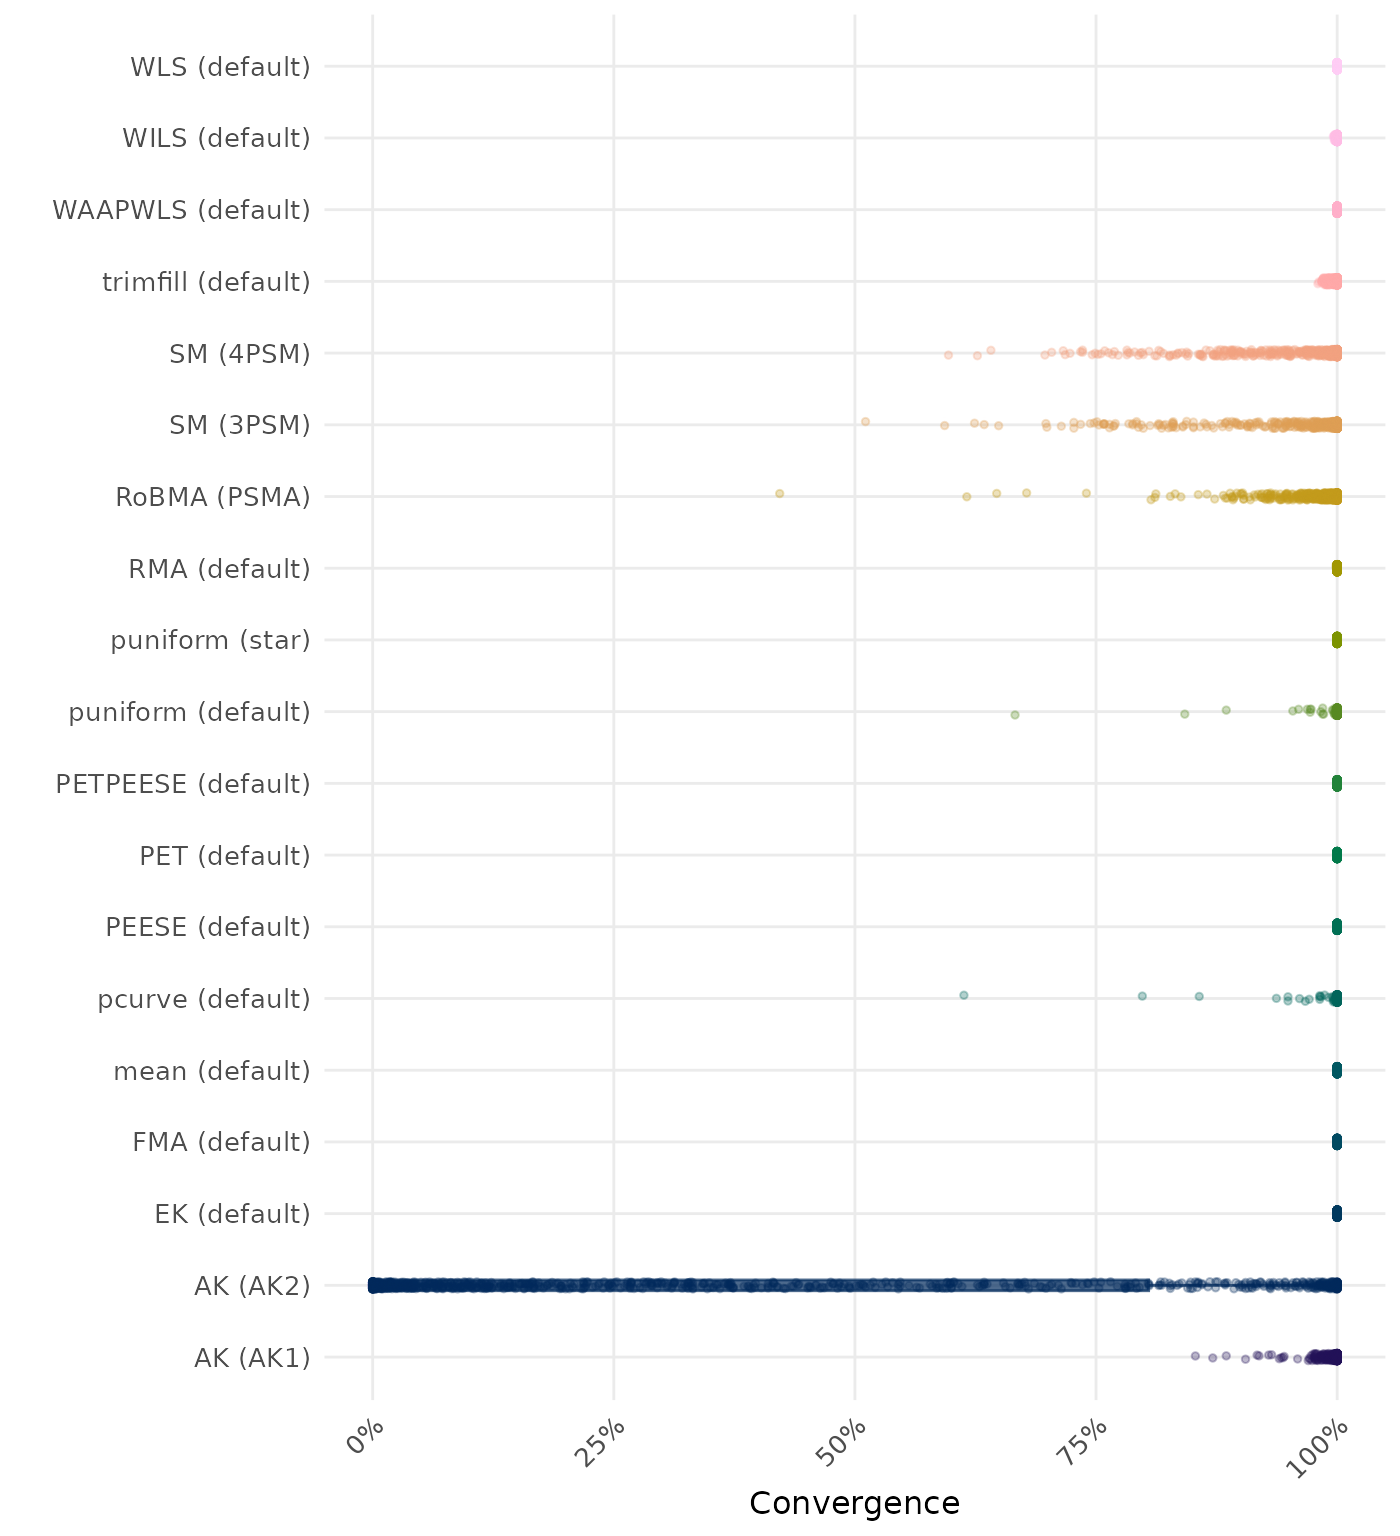 WLS (default)
WILS (default)
WAAPWLS (default)
trimfill (default)
SM (4PSM)
SM (3PSM)
RoBMA (PSMA)
RMA (default)
puniform (star)
puniform (default)
PETPEESE (default)
PET (default)
PEESE (default)
pcurve (default)
mean (default)
FMA (default)
EK (default)
AK (AK2)
AK (AK1)
0%
25%
50%
75%
100%
Convergence